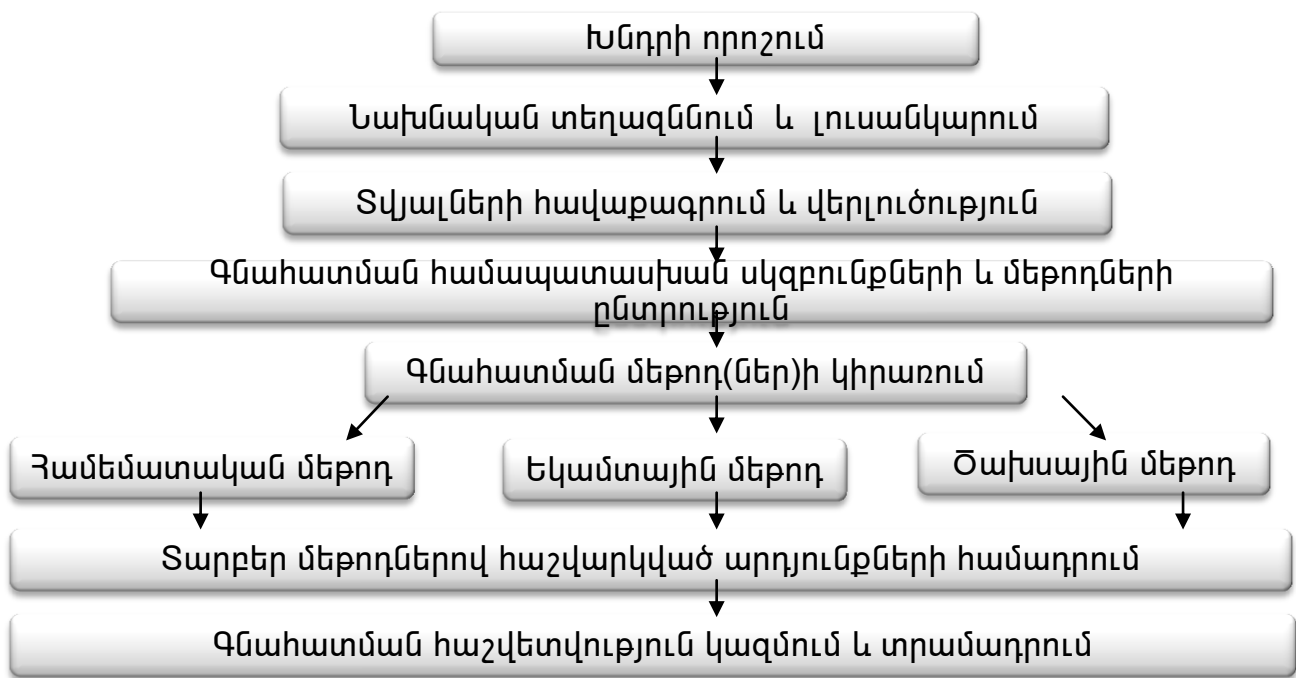 Խնդրի որոշում
Նախնական տեղազննում և լուսանկարում
Տվյալների հավաքագրում և վերլուծություն
Գնահատման համապատասխան սկզբունքների և մեթոդների
ընտրություն
Գնահատման մեթոդ(ներ)ի կիրառում
Համեմատական մեթոդ
Եկամտային մեթոդ
Ծախսային մեթոդ
Տարբեր մեթոդներով հաշվարկված արդյունքների համադրում
Գնահատման հաշվետվություն կազմում և տրամադրում